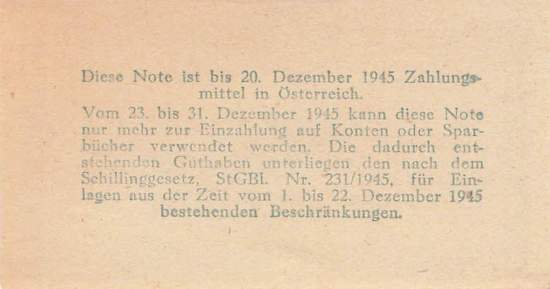 Diese Note ist bis 20. Dezember 1945 Zahlungs-
mittel in Österreich.
Vom 23. bis 31. Dezember 1945 kann diese Note
nur mehr zur Einzahlung auf Konten oder Spar-
bücher verwendet werden. Die dadurch ent-
stehenden Guthaben unterliegen den nach dem
Schillinggesetz, StGBl. Nr. 231/1945, für Ein-
lagen aus der Zeit vom 1. bis 22. Dezember 1945
bestehenden Beschränkungen.